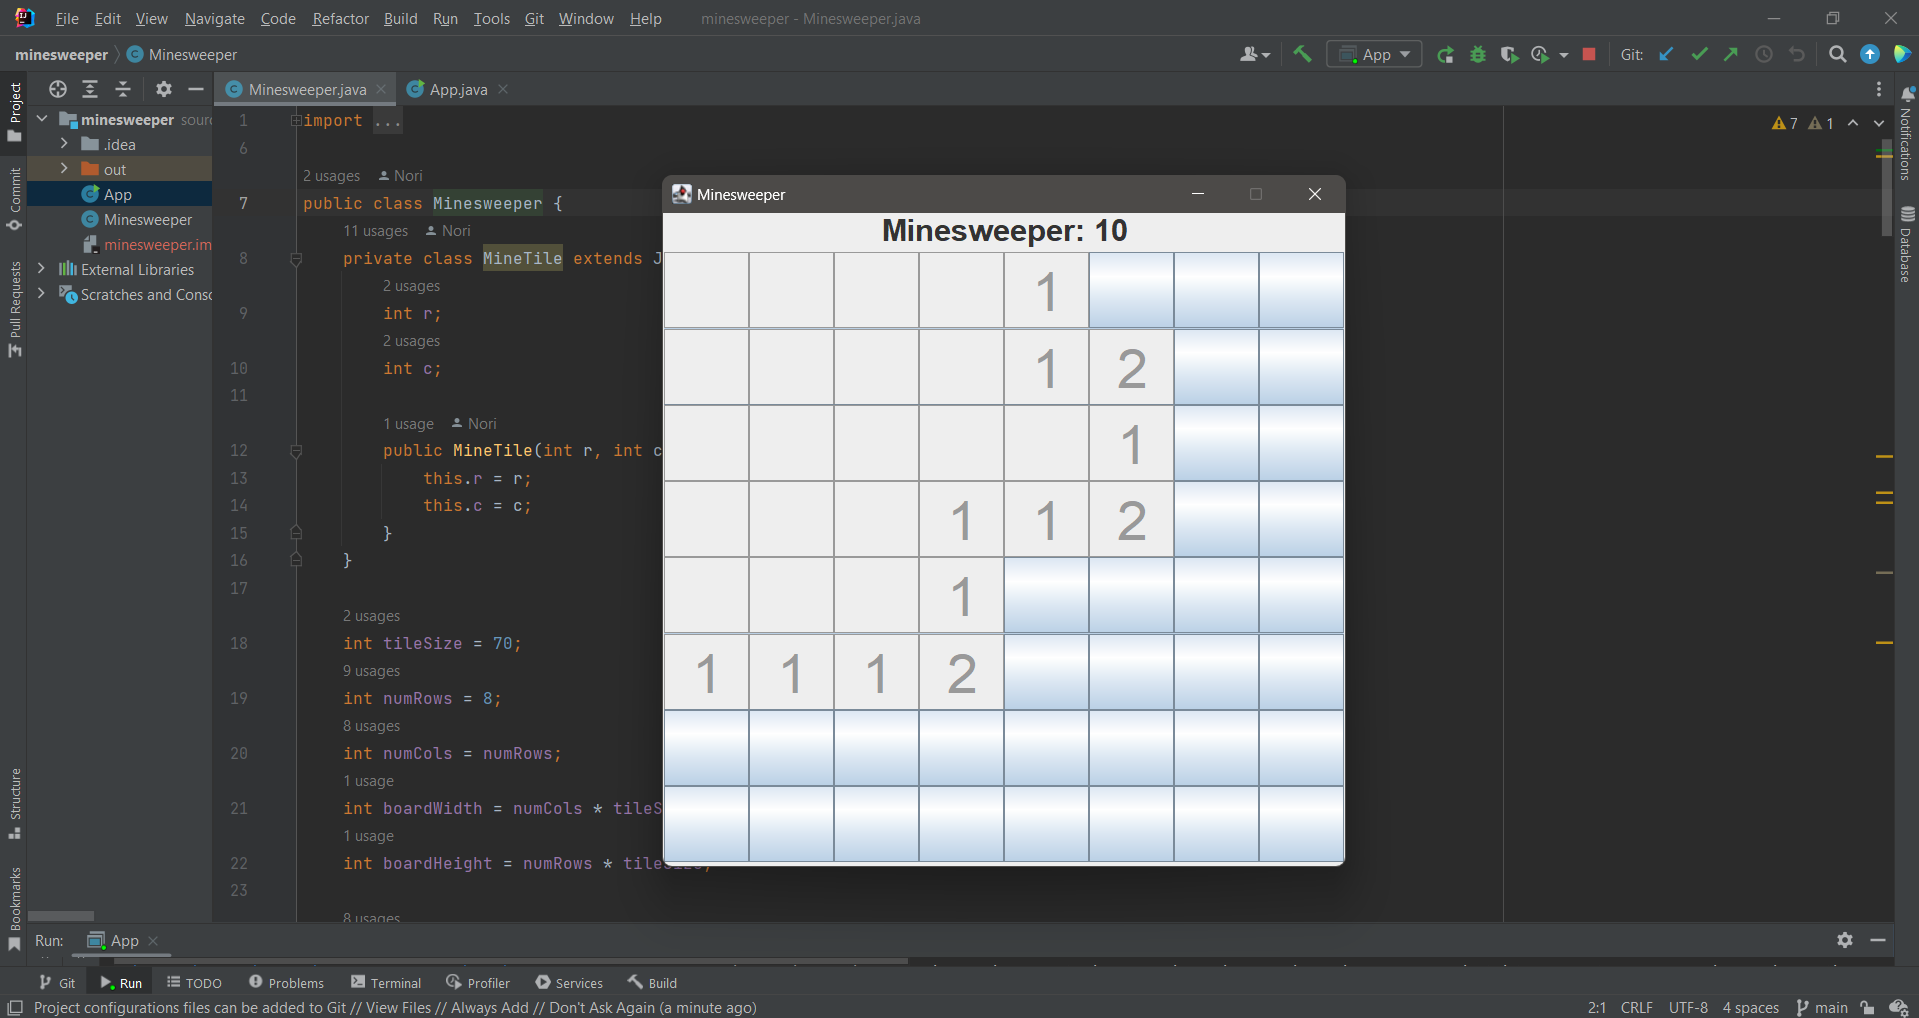 File Edit View Navigate Code Refactor Build Run Tools Git Window Help minesweeper - Minesweeper.java
minesweeper Minesweeper App Git:
Project
Commit
Pull Requests
Structure
Bookmarks
minesweeper sourc
.idea
out
App
Minesweeper
minesweeper.im
External Libraries
Scratches and Consc
Minesweeper.java App.java
7 1
1 import ...
6
2 usages Nori
7 public class Minesweeper {
11 usages Nori
8 private class MineTile extends J
2 usages
9 int r;
2 usages
10 int c;
11
1 usage Nori
12 public MineTile(int r, int c
13 this.r = r;
14 this.c = c;
15 }
16 }
17
2 usages
18 int tileSize = 70;
9 usages
19 int numRows = 8;
8 usages
20 int numCols = numRows;
1 usage
21 int boardWidth = numCols * tileS
1 usage
22 int boardHeight = numRows * tileSize;
23
8 usages
Minesweeper
Minesweeper: 10
1
1 2
1
1 1 2
1
1 1 1 2
Notifications
Database
Run: App
Git Run TODO Problems Terminal Profiler Services Build
Project configurations files can be added to Git // View Files // Always Add // Don't Ask Again (a minute ago) 2:1 CRLF UTF-8 4 spaces main